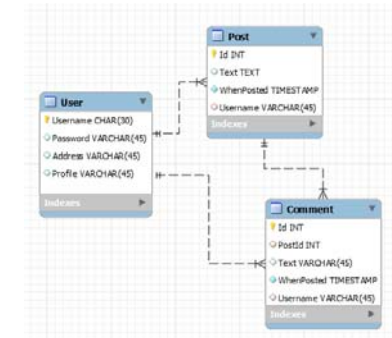 Post
Id INT
Text TEXT
WhenPosted TIMESTAMP
Username VARCHAR(45)
Indexes
User
Username CHAR(30)
Password VARCHAR(45)
Address VARCHAR(45)
Profile VARCHAR(45)
Indexes
Comment
Id INT
PostId INT
Text VARCHAR(45)
WhenPosted TIMESTAMP
Username VARCHAR(45)
Indexes